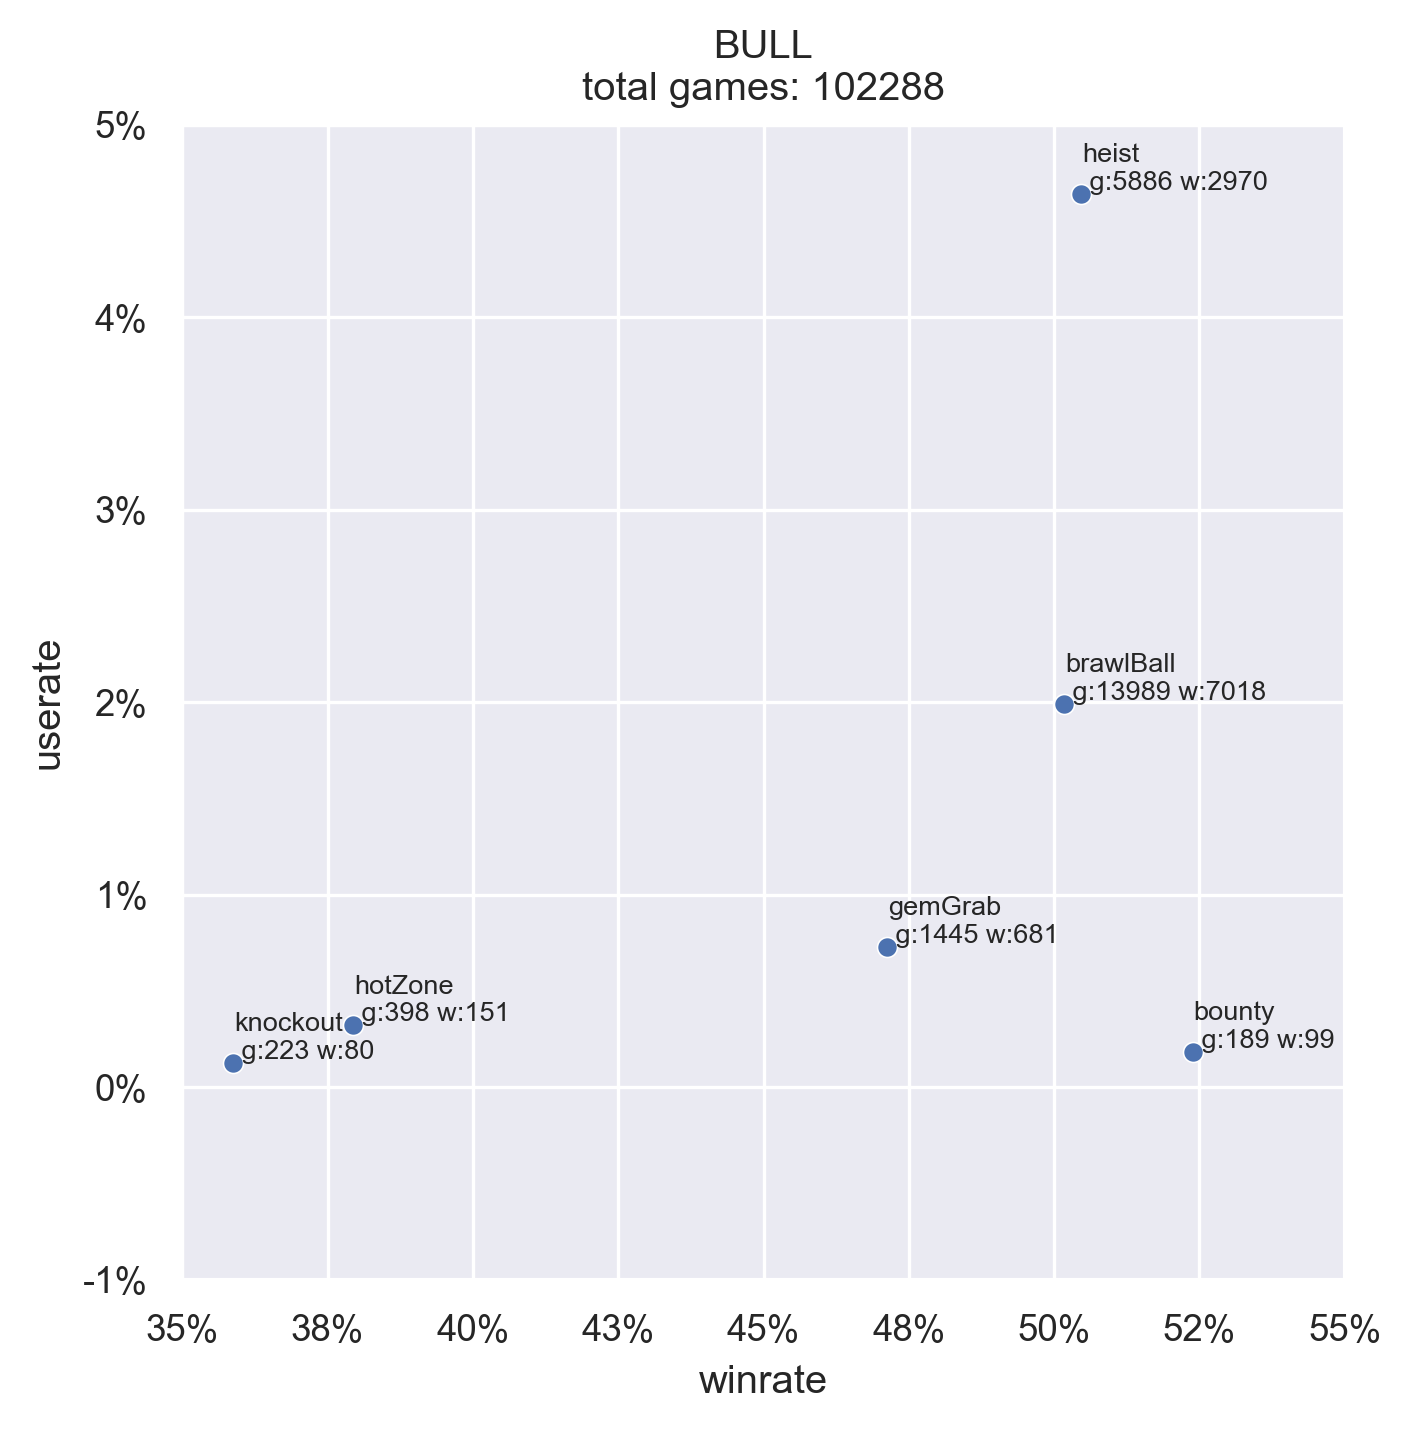 BULL
total games: 102288
5%
4%
3%
2%
1%
0%
-1%
userate
heist
g:5886 w:2970
brawlBall
g:13989 w:7018
gemGrab
g:1445 w:681
hotZone
g:398 w:151
knockout
g:223 w:80
bounty
g:189 w:99
35% 38% 40% 43% 45% 48% 50% 52% 55%
winrate